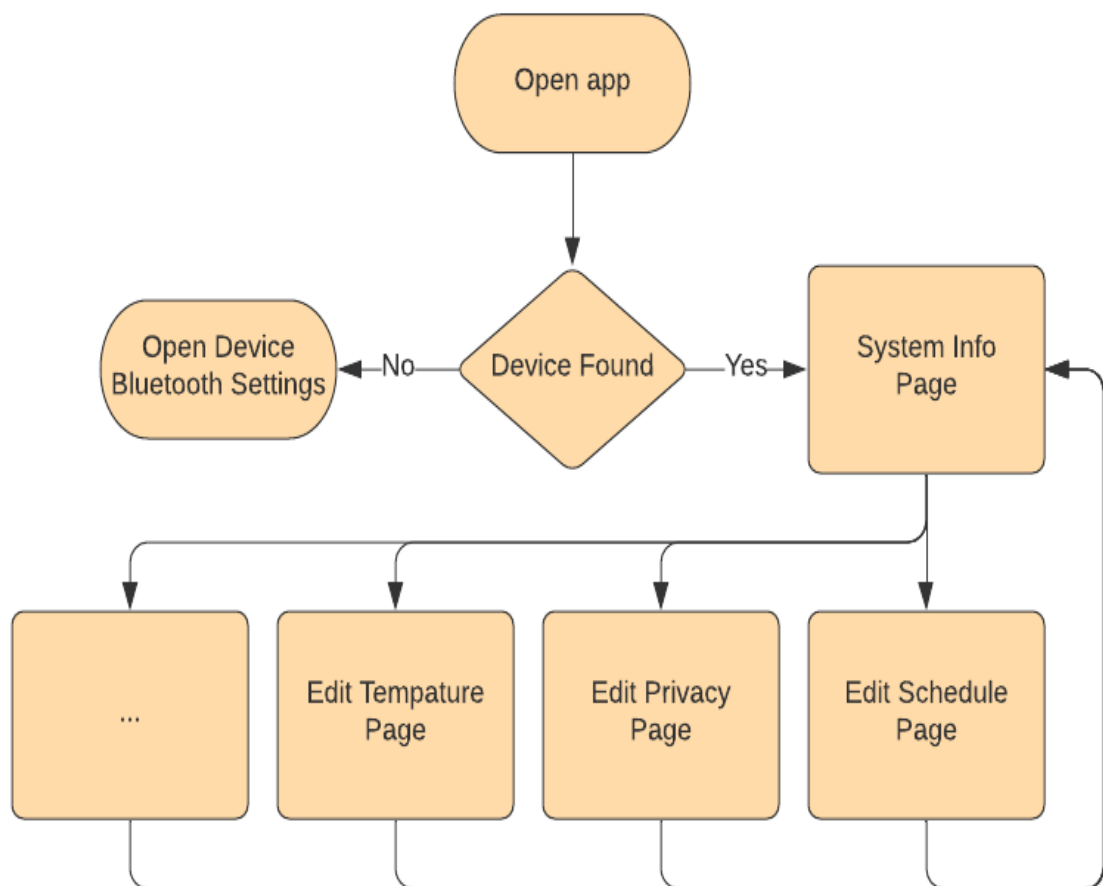 Open app
Open Device
Bluetooth Settings
No
Device Found
Yes
System Info
Page
...
Edit Tempature
Page
Edit Privacy
Page
Edit Schedule
Page